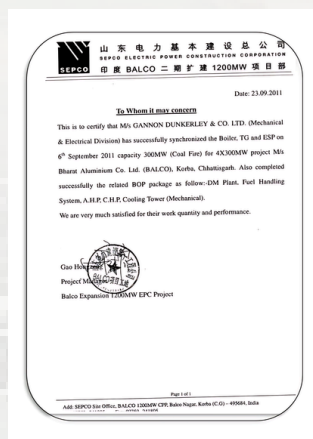 山东电力基本建设总公司
SEPCO ELECTRIC POWER CONSTRUCTION CORPORATION
SEPCO
印度 BALCO 二期扩建 1200MW 项目部
Date: 23.09.2011
To Whom it may concern
This is to certify that M/s GANNON DUNKERLEY & CO. LTD. (Mechanical
& Electrical Division) has successfully synchronized the Boiler, TG and ESP on
6th September 2011 capacity 300MW (Coal Fire) for 4X300MW project M/s
Bharat Aluminium Co. Ltd. (BALCO), Korba, Chhattisgarh. Also completed
successfully the related BOP package as follow:-DM Plant, Fuel Handling
System, A.H.P, C.H.P, Cooling Tower (Mechanical).
We are very much satisfied for their work quantity and performance.
Gao
Project Manager
Balco Expansion 1200MW EPC Project
Page 1 of 1
Add: SEPCO Site Office, BALCO 1200MW CPP, Balco Nagar, Korba (C.G) – 495684, India